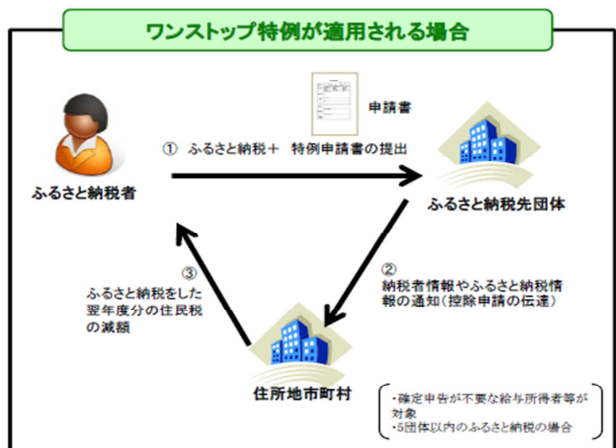 ワンストップ特例が適用される場合
申請書
① ふるさと納税＋ 特例申請書の提出
ふるさと納税者
ふるさと納税先団体
②
納税者情報やふるさと納税情
報の通知（控除申請の伝達）
③
ふるさと納税をした
翌年度分の住民税
の減額
住所地市町村
・確定申告が不要な給与所得者等が
対象
・5団体以内のふるさと納税の場合